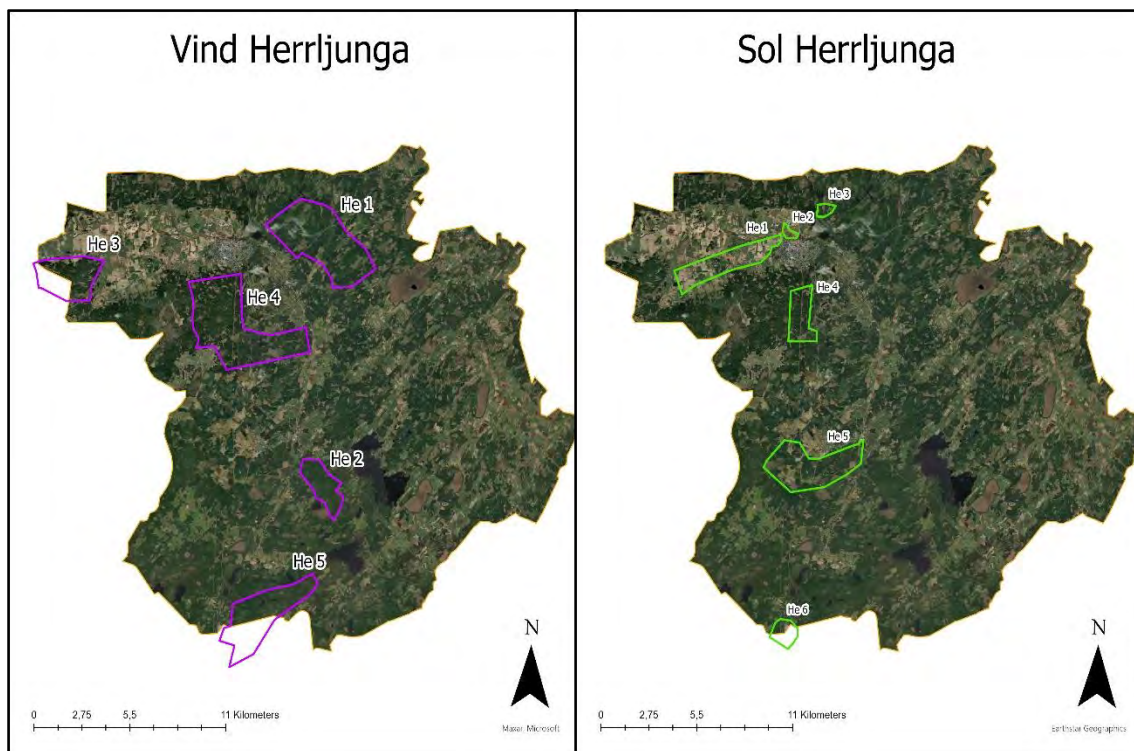 Vind Herrljunga
He 1
He 3
He 4
He 2
He 5
N
0 2,75 5,5 11 Kilometers
Maxar, Microsoft
Sol Herrljunga
He 3
He 2
He 1
He 4
He 5
He 6
N
0 2,75 5,5 11 Kilometers
Earthstar Geographics